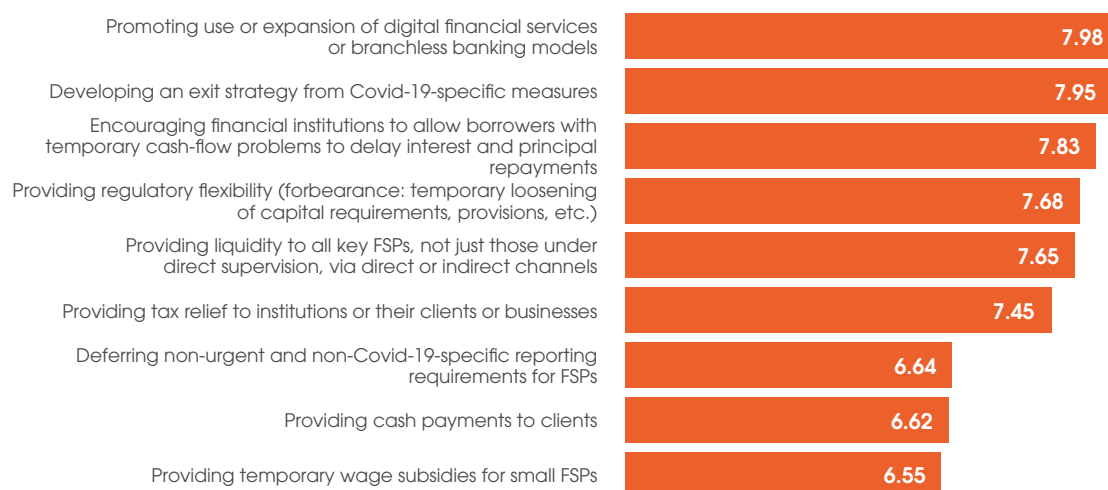 Promoting use or expansion of digital financial services
or branchless banking models
7.98
Developing an exit strategy from Covid-19-specific measures
7.95
Encouraging financial institutions to allow borrowers with
temporary cash-flow problems to delay interest and principal
repayments
7.83
Providing regulatory flexibility (forbearance: temporary loosening
of capital requirements, provisions, etc.)
7.68
Providing liquidity to all key FSPs, not just those under
direct supervision, via direct or indirect channels
7.65
Providing tax relief to institutions or their clients or businesses
7.45
Deferring non-urgent and non-Covid-19-specific reporting
requirements for FSPs
6.64
Providing cash payments to clients
6.62
Providing temporary wage subsidies for small FSPs
6.55